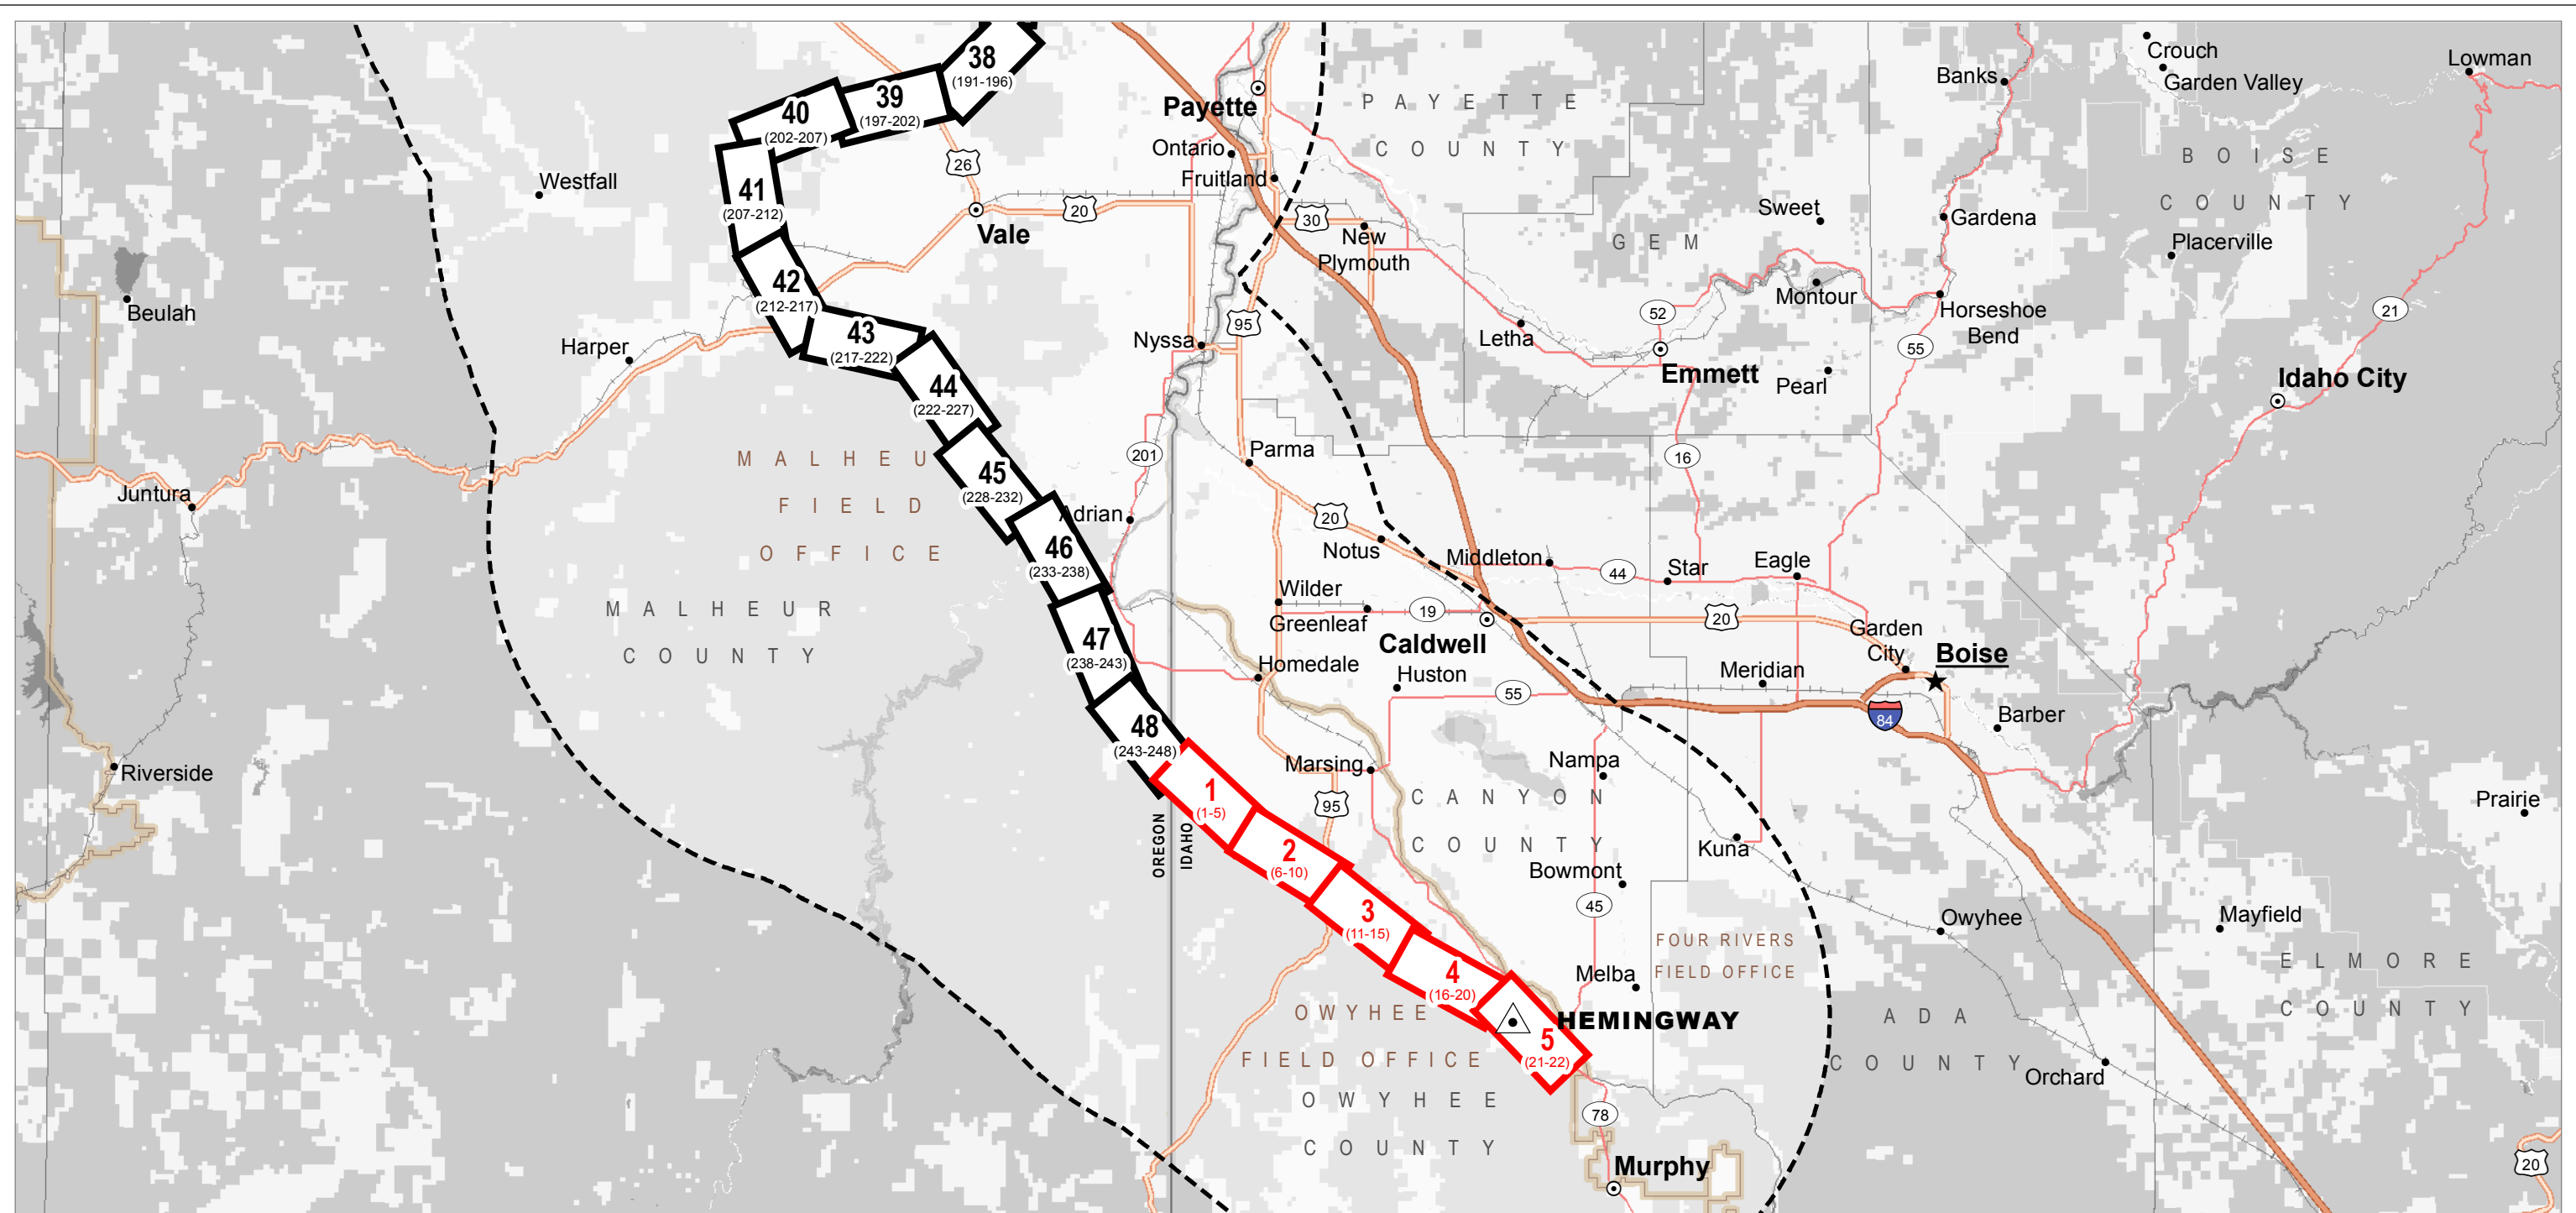 38
(191-196)
39
(197-202)
40
(202-207)
41
(207-212)
42
(212-217)
43
(217-222)
44
(222-227)
45
(228-232)
46
(233-238)
47
(238-243)
48
(243-248)
1
(1-5)
2
(6-10)
3
(11-15)
4
(16-20)
5
(21-22)
HEMINGWAY
Westfall
Beulah
Harper
Juntura
Riverside
Vale
26
20
MALHEU
FIELD
OFFICE
MALHEUR
COUNTY
OREGON
IDAHO
Payette
Ontario
Fruitland
PAYETTE
COUNTY
30
New
Plymouth
95
Nyssa
201
Parma
Adrian
20
Notus
Middleton
44
Star
Eagle
Wilder
Greenleaf
19
Caldwell
20
Garden
City
Boise
Homedale
Huston
55
Meridian
84
Barber
Marsing
95
Nampa
CANYON
COUNTY
Bowmont
Kuna
45
Melba
FOUR RIVERS
FIELD OFFICE
OWYHEE
FIELD OFFICE
OWYHEE
COUNTY
78
Murphy
Owyhee
ADA
COUNTY
Orchard
Mayfield
ELMORE
COUNTY
Prairie
20
GEM
Sweet
Montour
52
Letha
Emmett
Pearl
16
Banks
Gardena
Horseshoe
Bend
55
Crouch
Garden Valley
Lowman
BOISE
COUNTY
Placerville
21
Idaho City